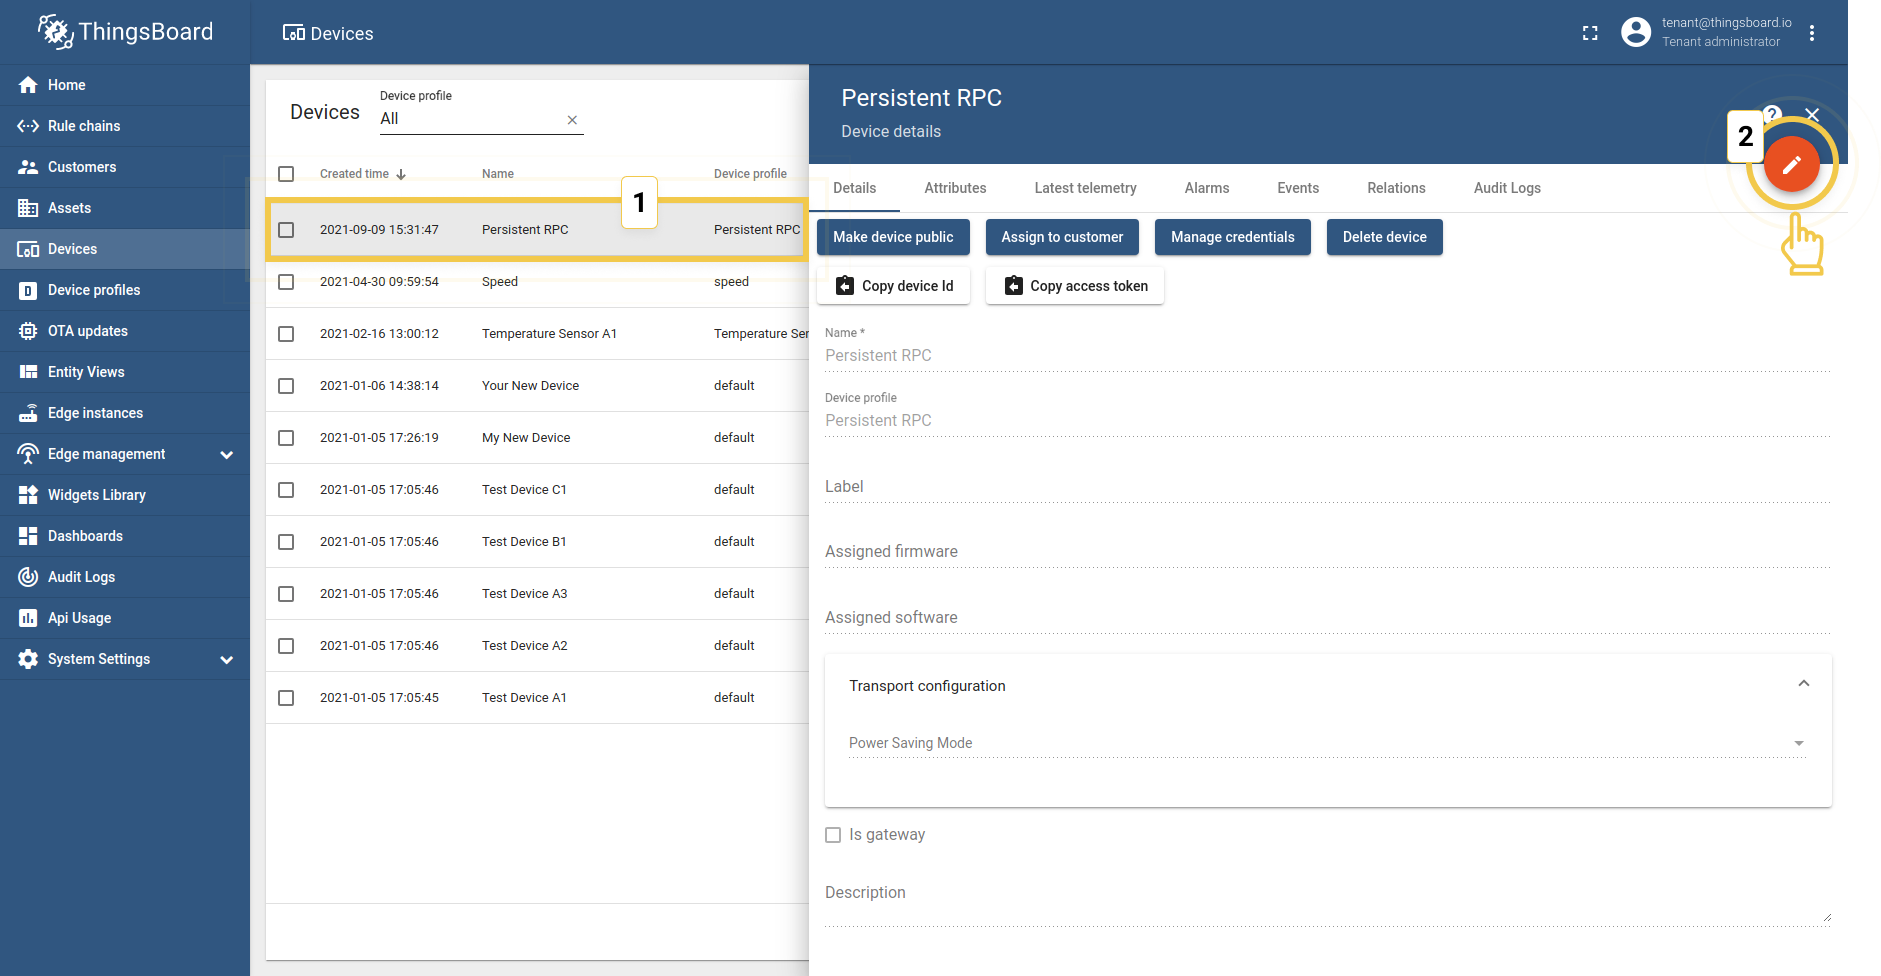 ThingsBoard
Devices
tenant@thingsboard.io
Tenant administrator
Home
Rule chains
Customers
Assets
Devices
Device profiles
OTA updates
Entity Views
Edge instances
Edge management
Widgets Library
Dashboards
Audit Logs
Api Usage
System Settings
Devices
Device profile
All
Created time Name Device profile
1
2021-09-09 15:31:47 Persistent RPC Persistent RPC
2021-04-30 09:59:54 Speed speed
2021-02-16 13:00:12 Temperature Sensor A1 Temperature Ser
2021-01-06 14:38:14 Your New Device default
2021-01-05 17:26:19 My New Device default
2021-01-05 17:05:46 Test Device C1 default
2021-01-05 17:05:46 Test Device B1 default
2021-01-05 17:05:46 Test Device A3 default
2021-01-05 17:05:46 Test Device A2 default
2021-01-05 17:05:45 Test Device A1 default
Persistent RPC
Device details
?
2
Details Attributes Latest telemetry Alarms Events Relations Audit Logs
Make device public Assign to customer Manage credentials Delete device
Copy device Id Copy access token
Name *
Persistent RPC
Device profile
Persistent RPC
Label
Assigned firmware
Assigned software
Transport configuration
Power Saving Mode
Is gateway
Description